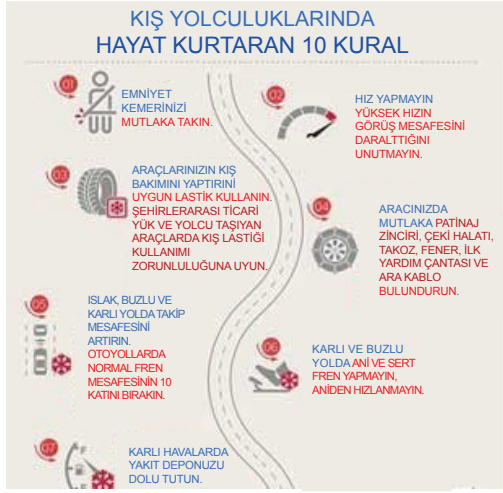 KIŞ YOLCULUKLARINDA
HAYAT KURTARAN 10 KURAL
01
EMNİYET
KEMERİNİZİ
MUTLAKA TAKIN.
02
HIZ YAPMAYIN
YÜKSEK HIZIN
GÖRÜŞ MESAFESİNİ
DARALTTIĞINI
UNUTMAYIN.
03
ARAÇLARINIZIN KIŞ
BAKIMINI YAPTIRINİ
UYGUN LASTİK KULLANIN.
ŞEHİRLERARASI TİCARİ
YÜK VE YOLCU TAŞIYAN
ARAÇLARDA KIŞ LASTİĞİ
KULLANIMI
ZORUNLULUĞUNA UYUN.
04
ARACINIZDA
MUTLAKA PATİNAJ
ZİNCİRİ, ÇEKİ HALATI,
TAKOZ, FENER, İLK
YARDIM ÇANTASI VE
ARA KABLO
BULUNDURUN.
05
ISLAK, BUZLU VE
KARLI YOLDA TAKİP
MESAFESİNİ
ARTIRIN.
OTOYOLLARDA
NORMAL FREN
MESAFESİNİN 10
KATINI BIRAKIN.
06
KARLI VE BUZLU
YOLDA ANİ VE SERT
FREN YAPMAYIN,
ANİDEN HIZLANMAYIN.
07
F
KARLI HAVALARDA
YAKIT DEPONUZU
DOLU TUTUN.